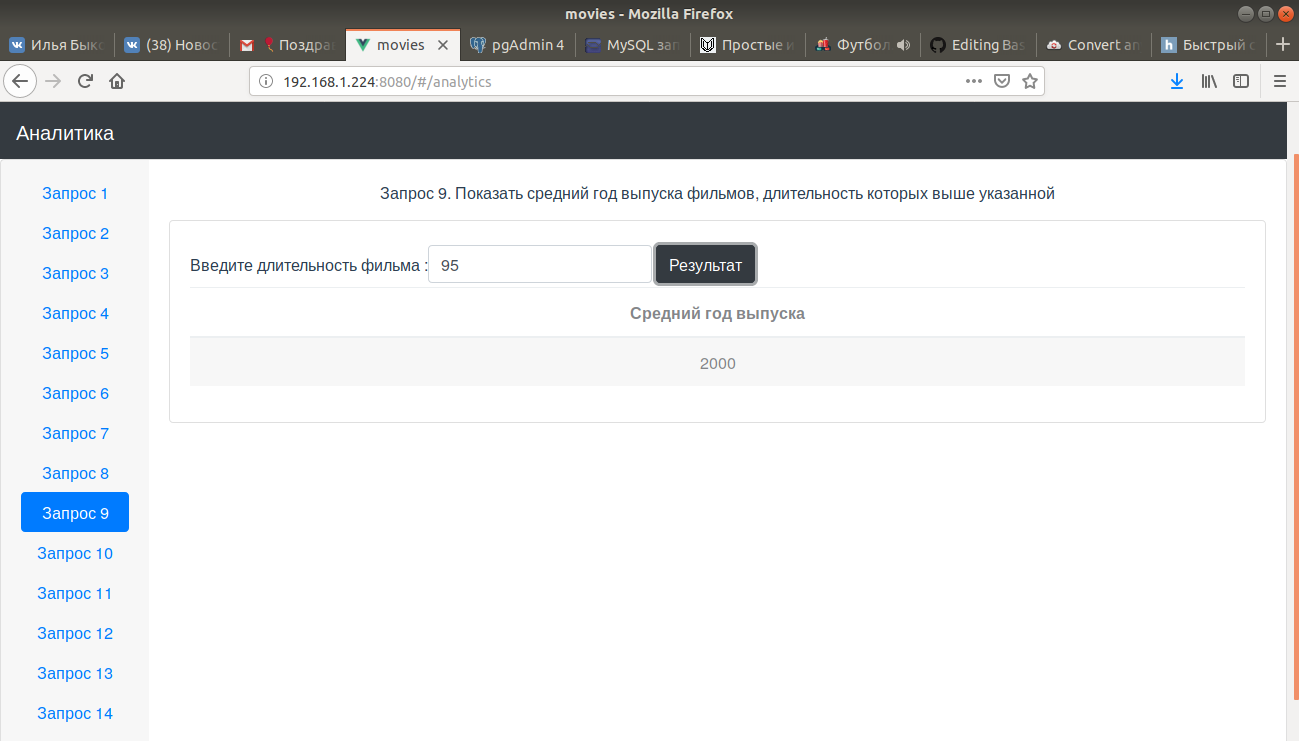 movies - Mozilla Firefox
Илья Быко
(38) Новос
Поздра
movies
pgAdmin 4
MySQL зап
Простые и
Футбол
Editing Bas
Convert an
Быстрый с
192.168.1.224:8080/#/analytics
Аналитика
Запрос 1
Запрос 2
Запрос 3
Запрос 4
Запрос 5
Запрос 6
Запрос 7
Запрос 8
Запрос 9
Запрос 10
Запрос 11
Запрос 12
Запрос 13
Запрос 14
Запрос 9. Показать средний год выпуска фильмов, длительность которых выше указанной
Введите длительность фильма : 95 Результат
Средний год выпуска
2000